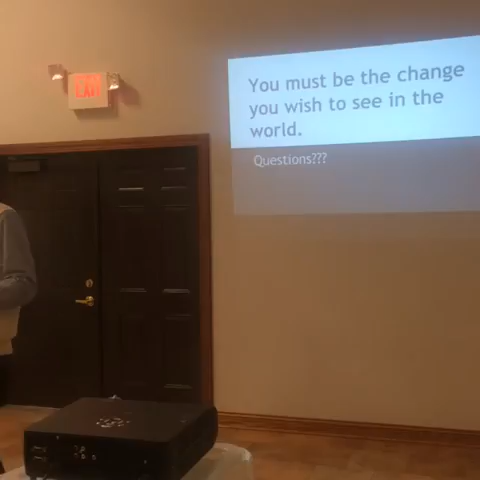 EXIT
You must be the change
you wish to see in the
world.
Questions???